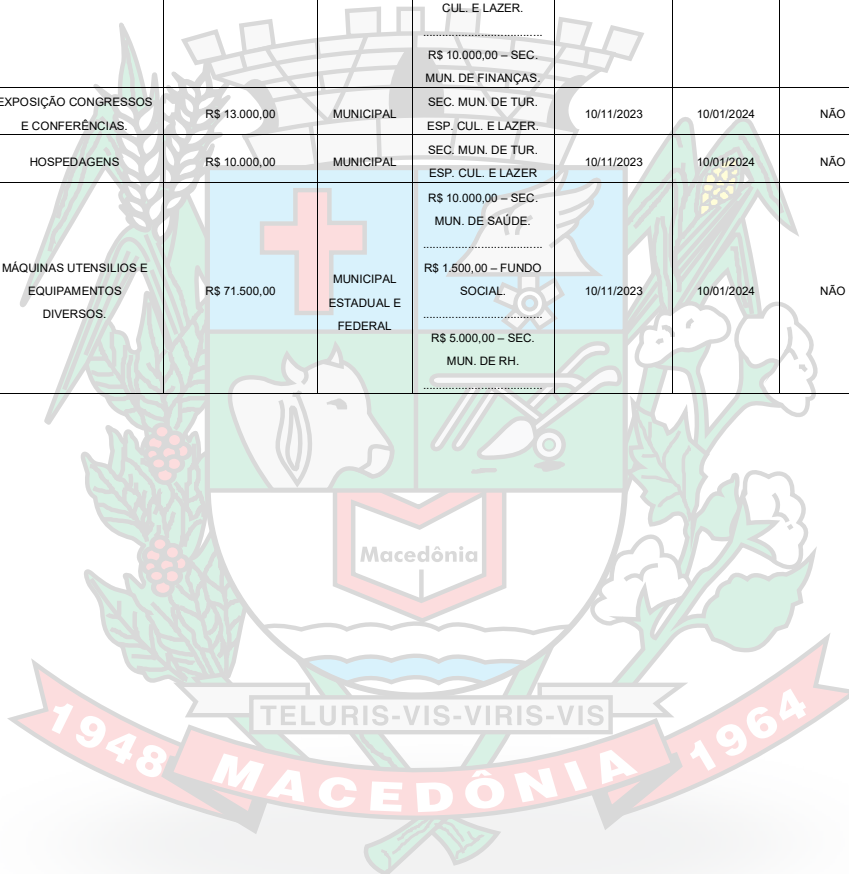 CUL. E LAZER.
......................................
R$ 10.000,00 – SEC.
MUN. DE FINANÇAS.
EXPOSIÇÃO CONGRESSOS
E CONFERÊNCIAS.
R$ 13.000,00
MUNICIPAL
SEC. MUN. DE TUR.
ESP. CUL. E LAZER.
10/11/2023
10/01/2024
NÃO
HOSPEDAGENS
R$ 10.000,00
MUNICIPAL
SEC. MUN. DE TUR.
ESP. CUL. E LAZER
10/11/2023
10/01/2024
NÃO
MÁQUINAS UTENSILIOS E
EQUIPAMENTOS
DIVERSOS.
R$ 71.500,00
MUNICIPAL
ESTADUAL E
FEDERAL
R$ 10.000,00 – SEC.
MUN. DE SAÚDE.
......................................
R$ 1.500,00 – FUNDO
SOCIAL.
......................................
R$ 5.000,00 – SEC.
MUN. DE RH.
......................................
10/11/2023
10/01/2024
NÃO
Macedônia
TELURIS-VIS-VIRIS-VIS
1948 MACEDÔNIA 1964